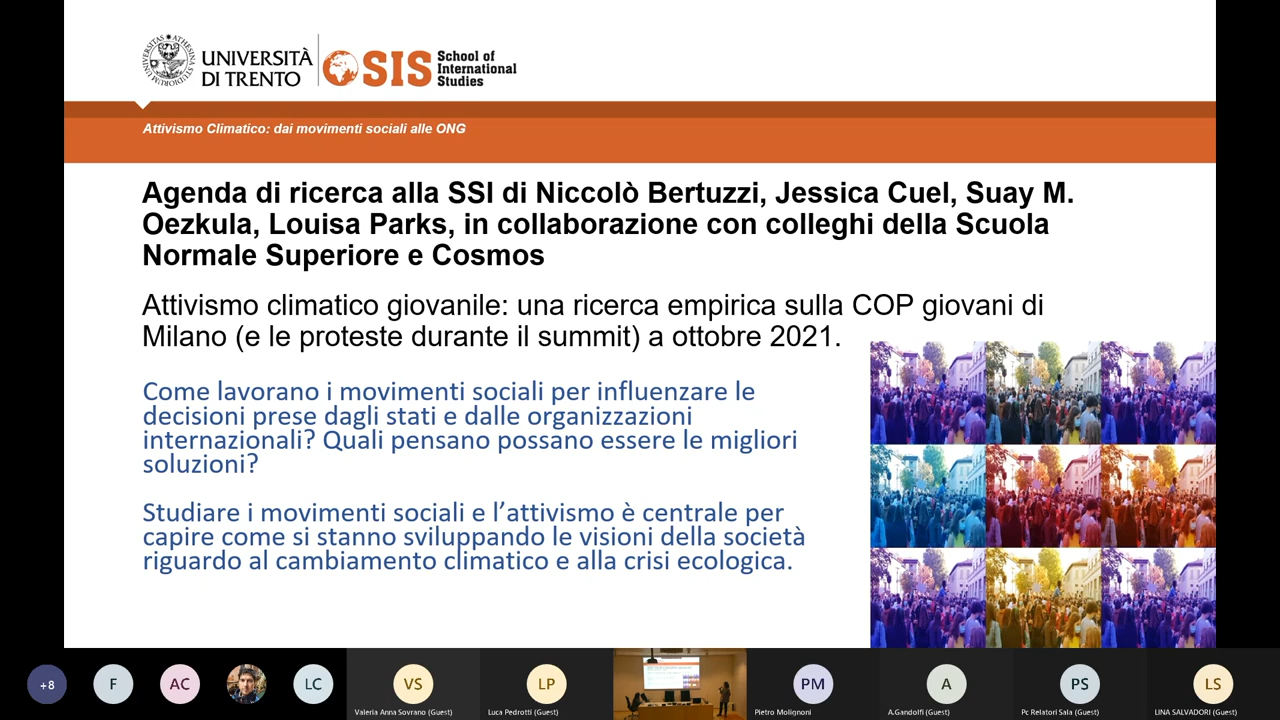 UNIVERSITÀ
DI TRENTO
SIS
School of
International
Studies
Attivismo Climatico: dai movimenti sociali alle ONG
Agenda di ricerca alla SSI di Niccolò Bertuzzi, Jessica Cuel, Suay M.
Oezkula, Louisa Parks, in collaborazione con colleghi della Scuola
Normale Superiore e Cosmos
Attivismo climatico giovanile: una ricerca empirica sulla COP giovani di
Milano (e le proteste durante il summit) a ottobre 2021.
Come lavorano i movimenti sociali per influenzare le
decisioni prese dagli stati e dalle organizzazioni
internazionali? Quali pensano possano essere le migliori
soluzioni?
Studiare i movimenti sociali e l’attivismo è centrale per
capire come si stanno sviluppando le visioni della società
riguardo al cambiamento climatico e alla crisi ecologica.
+8
F
AC
LC
VS
LP
PM
A
PS
LS
Valeria Anna Sovrano (Guest)
Luca Pedrotti (Guest)
Pietro Molignoni
A.Gandolfi (Guest)
Pc Relatori Sala (Guest)
LINA SALVADORI (Guest)